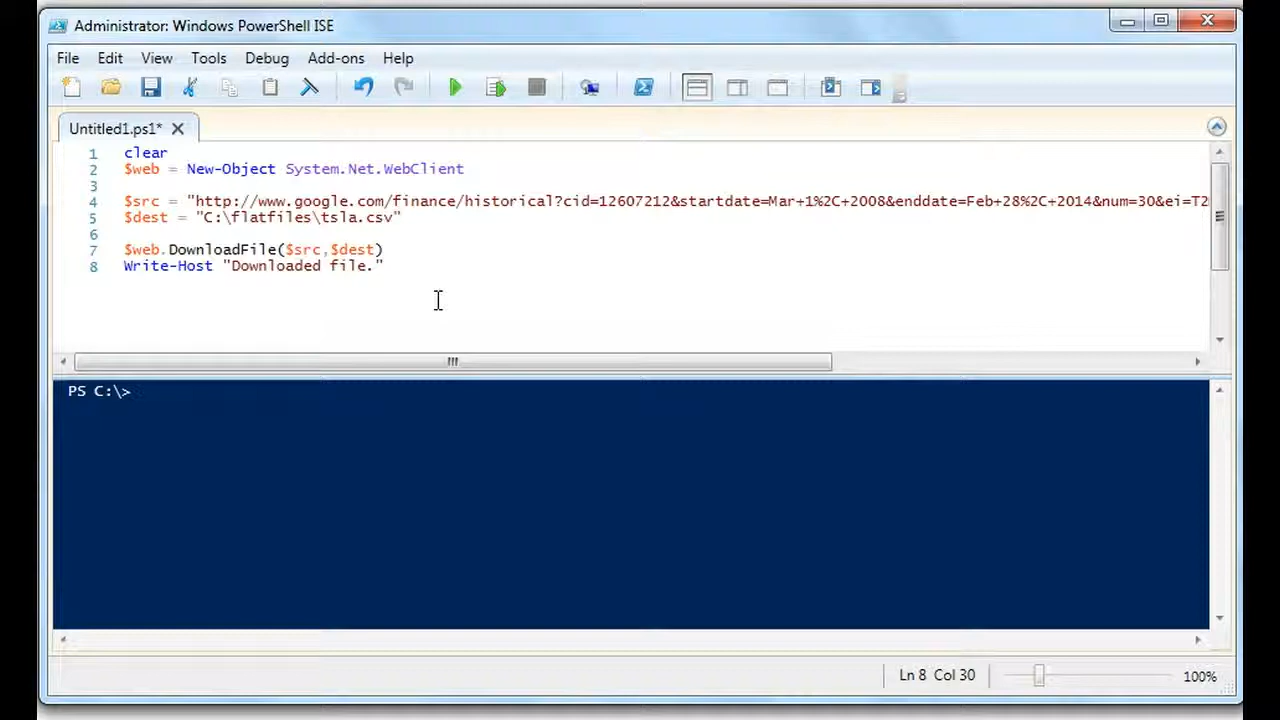 Administrator: Windows PowerShell ISE
File Edit View Tools Debug Add-ons Help
Untitled1.ps1*
1 clear
2 $web = New-Object System.Net.WebClient
3
4 $src = "http://www.google.com/finance/historical?cid=12607212&startdate=Mar+1%2C+2008&enddate=Feb+28%2C+2014&num=30&ei=T2
5 $dest = "C:\flatfiles\tsla.csv"
6
7 $web.DownloadFile($src,$dest)
8 Write-Host "Downloaded file."
PS C:\>
Ln 8 Col 30 100%